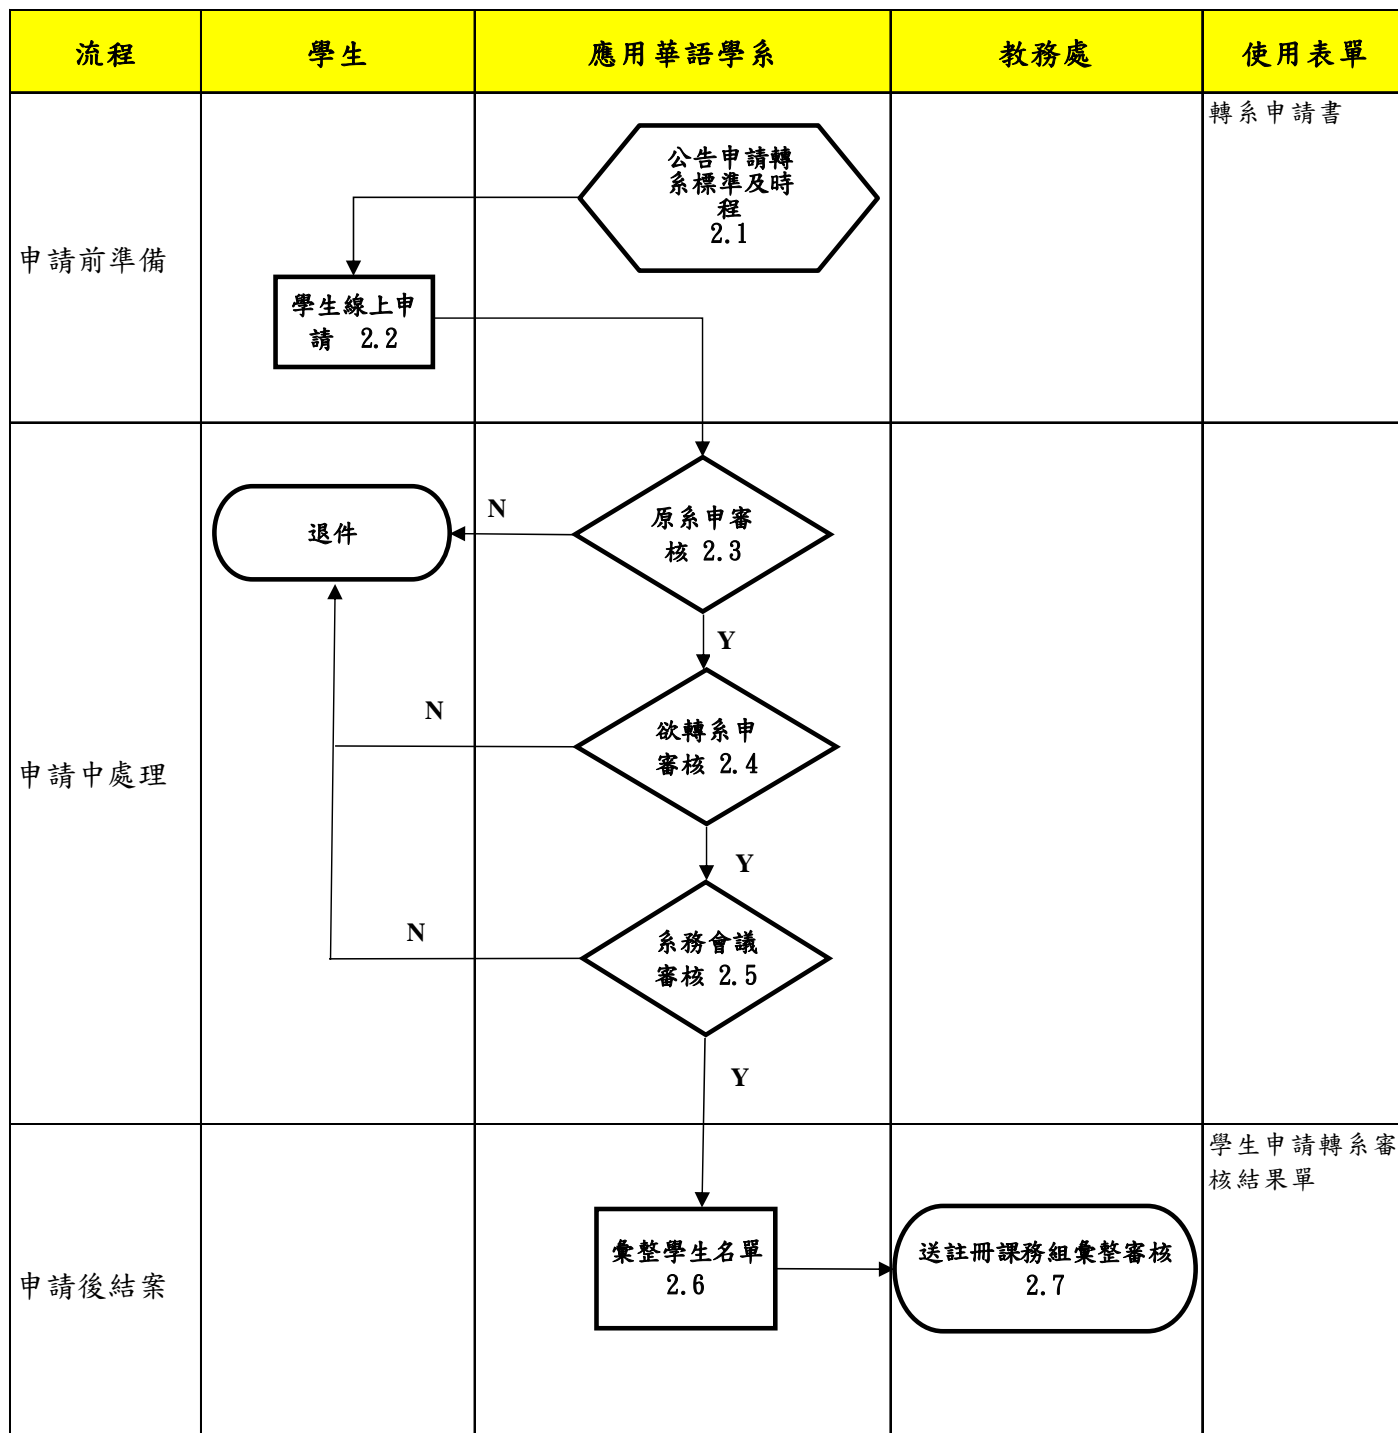 流程
學生
應用華語學系
教務處
使用表單
轉系申請書
公告申請轉
系標準及時
程
2.1
申請前準備
學生線上申
請 2.2
退件
N
原系申審
核 2.3
Y
欲轉系申
審核 2.4
N
申請中處理
Y
系務會議
審核 2.5
N
Y
學生申請轉系審
核結果單
彙整學生名單
2.6
送註冊課務組彙整審核
2.7
申請後結案